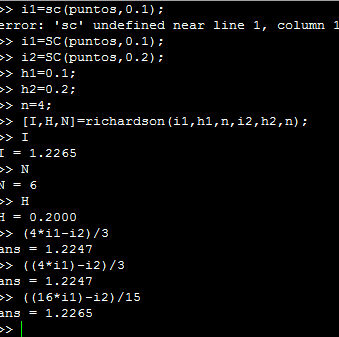 >> i1=sc(puntos,0.1);
error: 'sc' undefined near line 1, column 1
>> i1=SC(puntos,0.1);
>> i2=SC(puntos,0.2);
>> h1=0.1;
>> h2=0.2;
>> n=4;
>> [I,H,N]=richardson(i1,h1,n,i2,h2,n);
>> I
I = 1.2265
>> N
N = 6
>> H
H = 0.2000
>> (4*i1-i2)/3
ans = 1.2247
>> ((4*i1)-i2)/3
ans = 1.2247
>> ((16*i1)-i2)/15
ans = 1.2265
>>